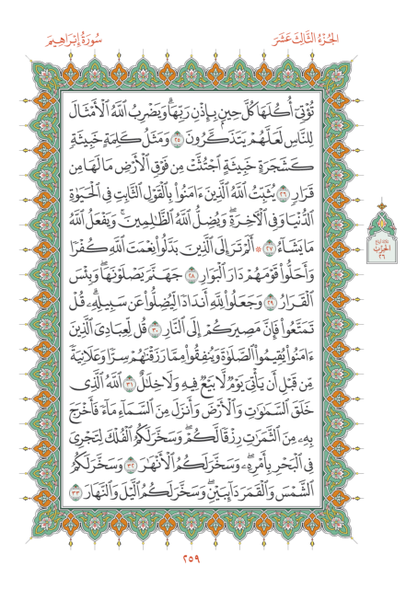 الجُزْءُ الثَّالِثَ عَشَرَ
سُورَةُ إِبْرَاهِيمَ
تُؤْتِيٓ أُكُلَهَا كُلَّ حِينٍۭ بِإِذْنِ رَبِّهَاۗ وَيَضْرِبُ ٱللَّهُ ٱلْأَمْثَالَ
لِلنَّاسِ لَعَلَّهُمْ يَتَذَكَّرُونَ ٢٥ وَمَثَلُ كَلِمَةٍ خَبِيثَةٍ
كَشَجَرَةٍ خَبِيثَةٍ ٱجْتُثَّتْ مِن فَوْقِ ٱلْأَرْضِ مَا لَهَا مِن
قَرَارٍ ٢٦ يُثَبِّتُ ٱللَّهُ ٱلَّذِينَ ءَامَنُوا۟ بِٱلْقَوْلِ ٱلثَّابِتِ فِي ٱلْحَيَوٰةِ
ٱلدُّنْيَا وَفِي ٱلْأَخِرَةِۖ وَيُضِلُّ ٱللَّهُ ٱلظَّٰلِمِينَۚ وَيَفْعَلُ ٱللَّهُ
مَا يَشَآءُ ٢٧ ۞ أَلَمْ تَرَ إِلَى ٱلَّذِينَ بَدَّلُوا۟ نِعْمَتَ ٱللَّهِ كُفْرًا
وَأَحَلُّوا۟ قَوْمَهُمْ دَارَ ٱلْبَوَارِ ٢٨ جَهَنَّمَ يَصْلَوْنَهَاۖ وَبِئْسَ
ٱلْقَرَارُ ٢٩ وَجَعَلُوا۟ لِلَّهِ أَندَادًا لِّيُضِلُّوا۟ عَن سَبِيلِهِۦۗ قُلْ
تَمَتَّعُوا۟ فَإِنَّ مَصِيرَكُمْ إِلَى ٱلنَّارِ ٣٠ قُل لِّعِبَادِيَ ٱلَّذِينَ
ءَامَنُوا۟ يُقِيمُوا۟ ٱلصَّلَوٰةَ وَيُنفِقُوا۟ مِمَّا رَزَقْنَٰهُمْ سِرًّا وَعَلَانِيَةً
مِّن قَبْلِ أَن يَأْتِيَ يَوْمٌ لَّا بَيْعٌ فِيهِ وَلَا خِلَٰلٌ ٣١ ٱللَّهُ ٱلَّذِي
خَلَقَ ٱلسَّمَٰوَٰتِ وَٱلْأَرْضَ وَأَنزَلَ مِنَ ٱلسَّمَآءِ مَآءً فَأَخْرَجَ
بِهِۦ مِنَ ٱلثَّمَرَٰتِ رِزْقًا لَّكُمْۖ وَسَخَّرَ لَكُمُ ٱلْفُلْكَ لِتَجْرِيَ
فِي ٱلْبَحْرِ بِأَمْرِهِۦۖ وَسَخَّرَ لَكُمُ ٱلْأَنْهَٰرَ ٣٢ وَسَخَّرَ لَكُمُ
ٱلشَّمْسَ وَٱلْقَمَرَ دَآئِبَيْنِۖ وَسَخَّرَ لَكُمُ ٱلَّيْلَ وَٱلنَّهَارَ ٣٣
الحزب
٢٦
٢٥٩